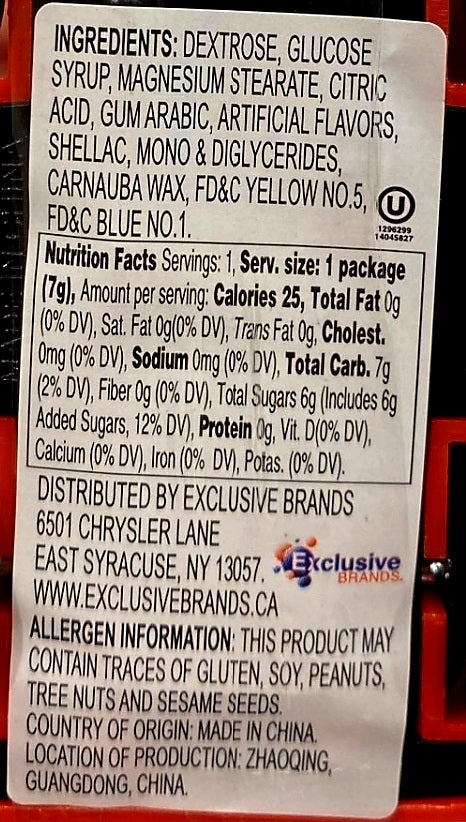 INGREDIENTS: DEXTROSE, GLUCOSE
SYRUP, MAGNESIUM STEARATE, CITRIC
ACID, GUM ARABIC, ARTIFICIAL FLAVORS,
SHELLAC, MONO & DIGLYCERIDES,
CARNAUBA WAX, FD&C YELLOW NO.5,
FD&C BLUE NO.1.
U
1296299
14045827
Nutrition Facts Servings: 1, Serv. size: 1 package
(7g), Amount per serving: Calories 25, Total Fat 0g
(0% DV), Sat. Fat 0g(0% DV), Trans Fat 0g, Cholest.
0mg (0% DV), Sodium 0mg (0% DV), Total Carb. 7g
(2% DV), Fiber 0g (0% DV), Total Sugars 6g (Includes 6g
Added Sugars, 12% DV), Protein 0g, Vit. D(0% DV),
Calcium (0% DV), Iron (0% DV), Potas. (0% DV).
DISTRIBUTED BY EXCLUSIVE BRANDS
6501 CHRYSLER LANE
EAST SYRACUSE, NY 13057.
WWW.EXCLUSIVEBRANDS.CA
Exclusive
BRANDS.
ALLERGEN INFORMATION: THIS PRODUCT MAY
CONTAIN TRACES OF GLUTEN, SOY, PEANUTS,
TREE NUTS AND SESAME SEEDS.
COUNTRY OF ORIGIN: MADE IN CHINA.
LOCATION OF PRODUCTION: ZHAOQING,
GUANGDONG, CHINA.
MADE IN CHINA